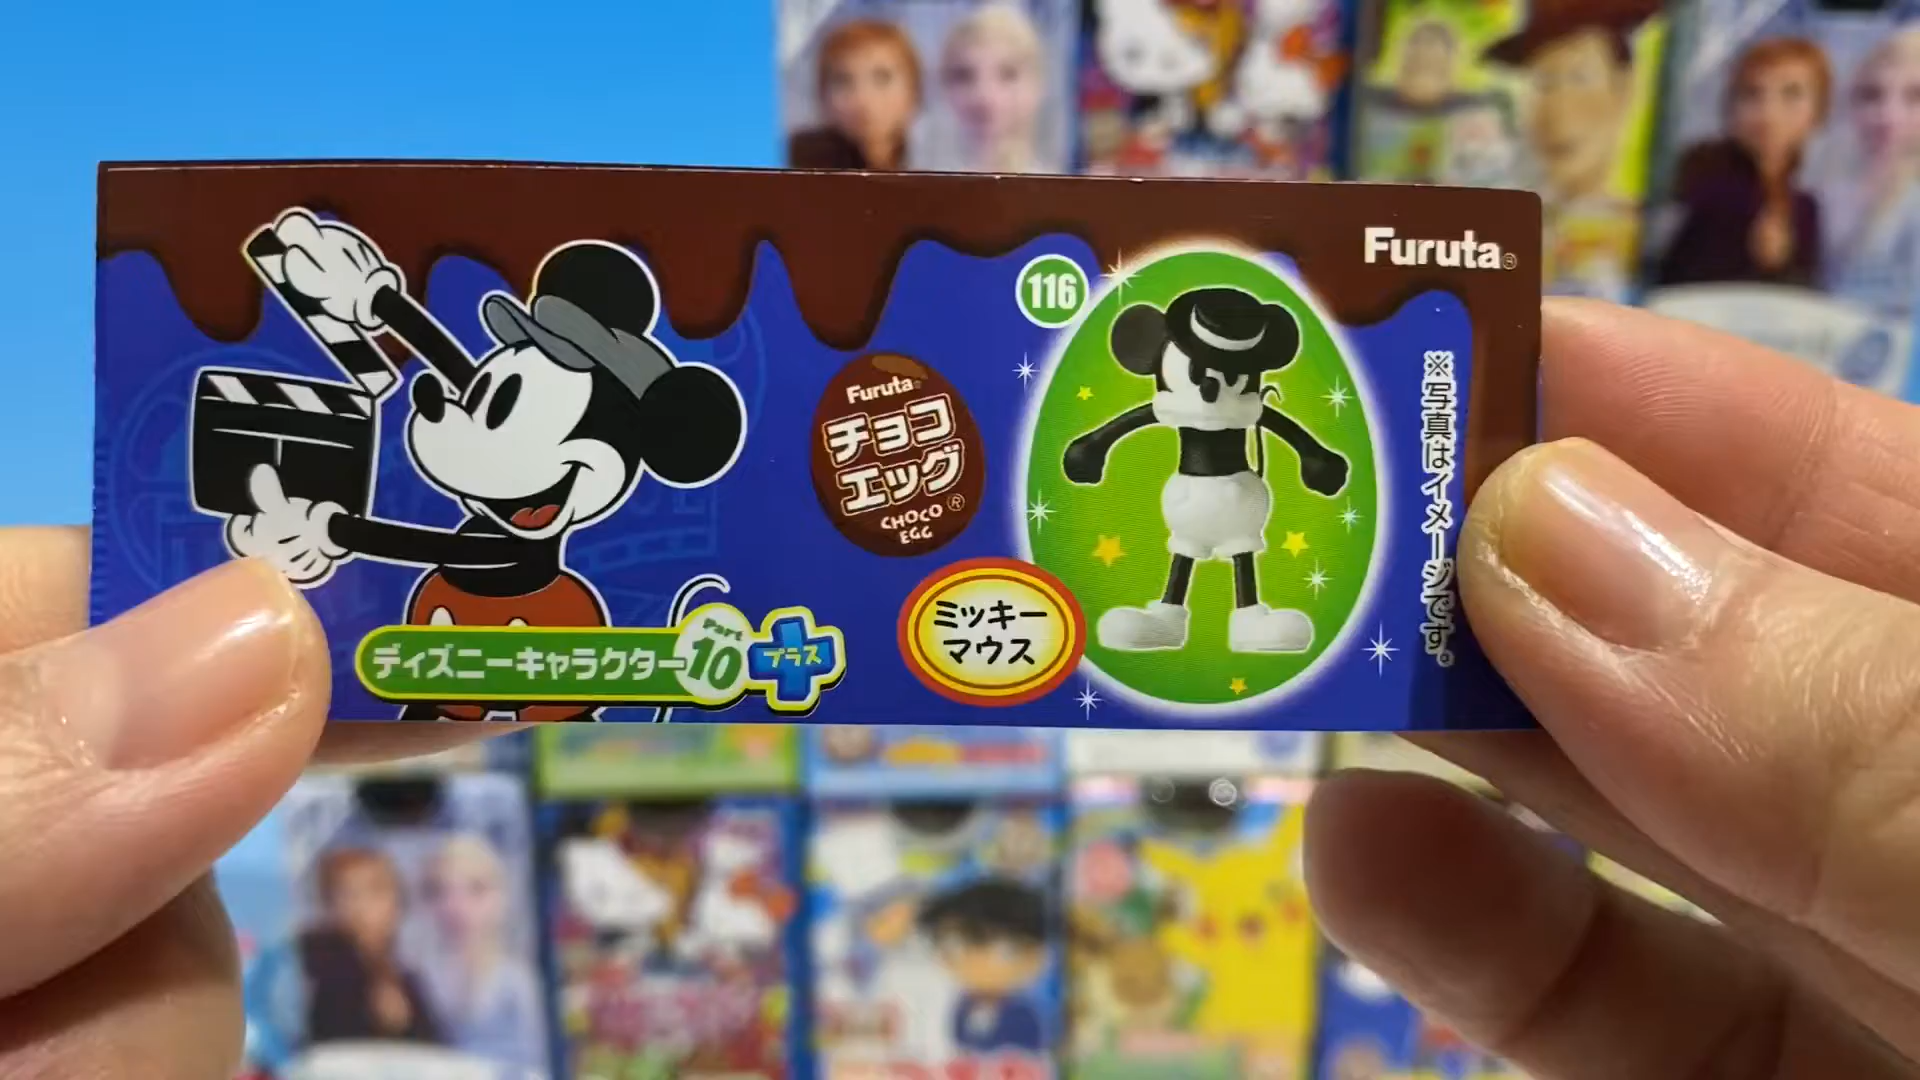 Furuta®
116
Furuta®
チョコ
エッグ®
CHOCO
EGG
※写真はイメージです。
ミッキー
マウス
ディズニーキャラクター Part 10 プラス